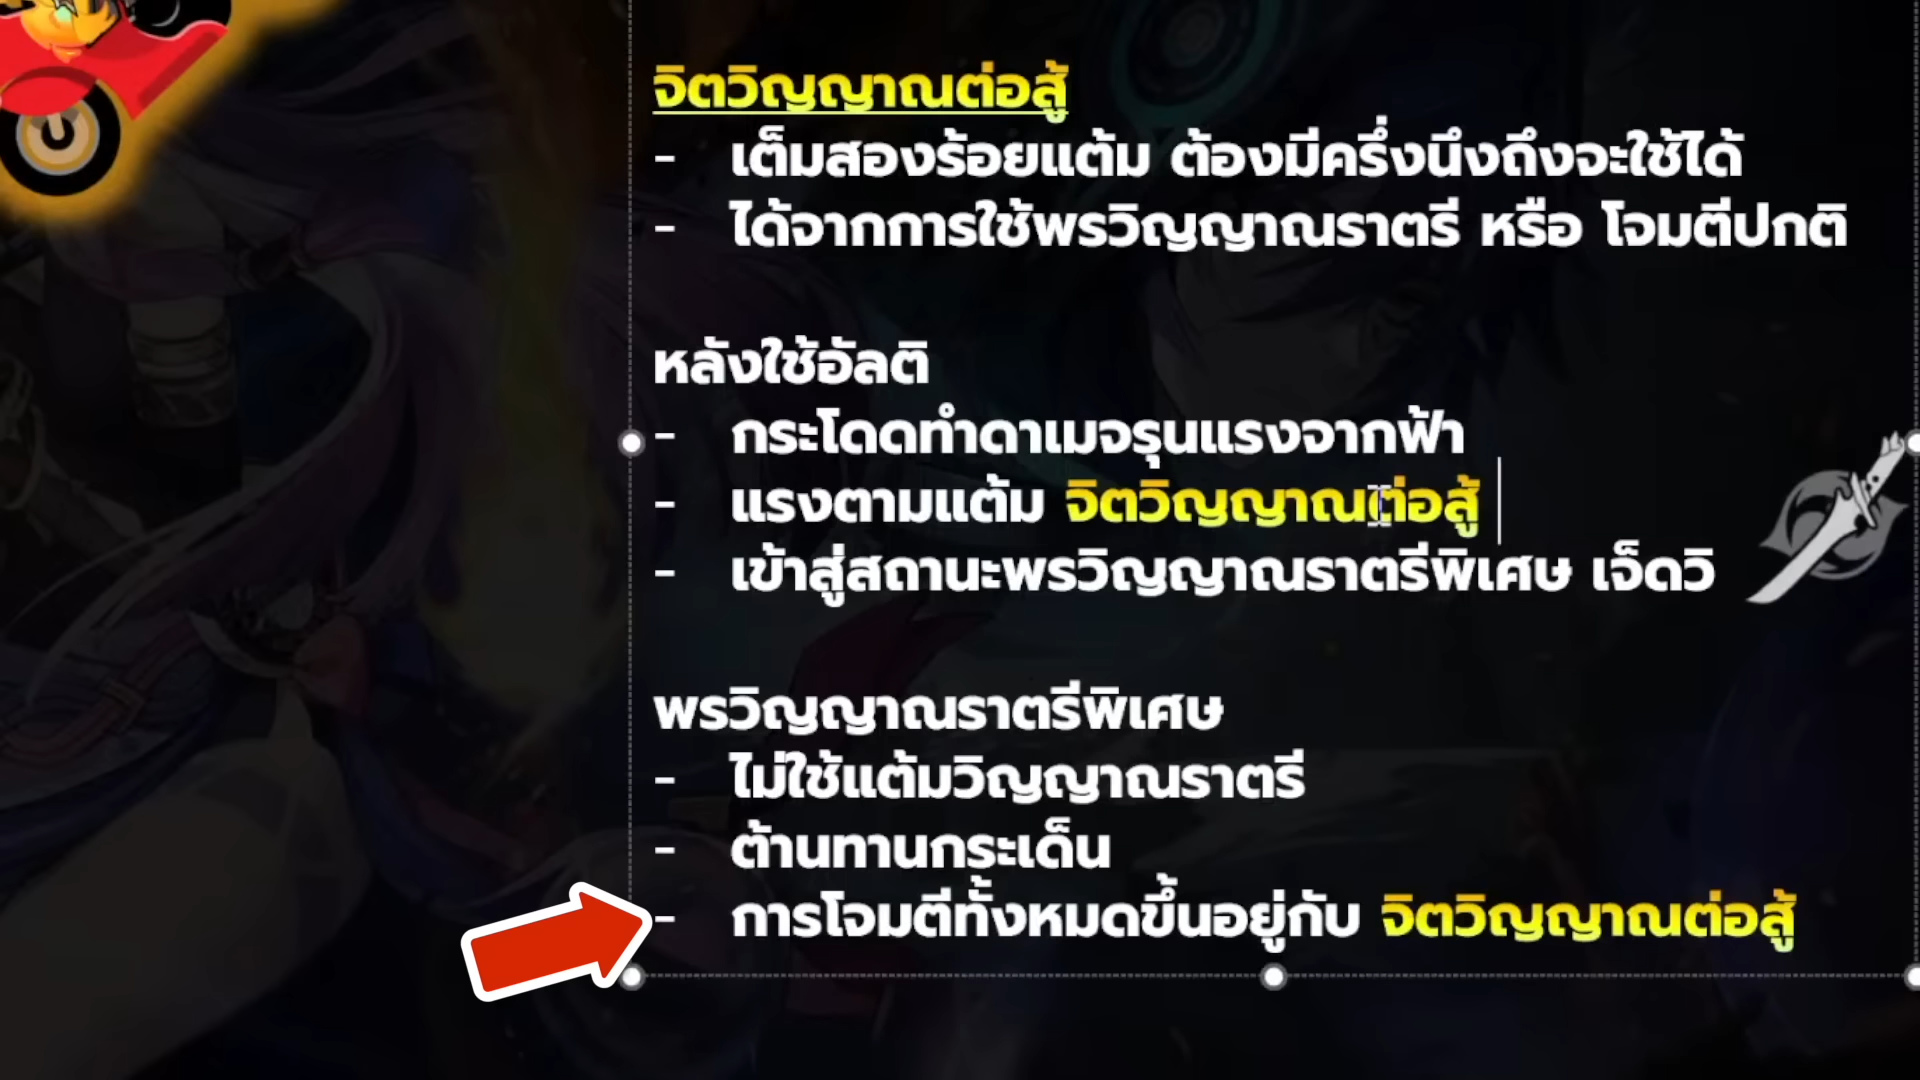 จิตวิญญาณต่อสู้
- เต็มสองร้อยแต้ม ต้องมีครึ่งนึงถึงจะใช้ได้
- ได้จากการใช้พรวิญญาณราตรี หรือ โจมตีปกติ
หลังใช้อัลติ
- กระโดดทำดาเมจรุนแรงจากฟ้า
- แรงตามแต้ม จิตวิญญาณต่อสู้
- เข้าสู่สถานะพรวิญญาณราตรีพิเศษ เจ็ดวิ
พรวิญญาณราตรีพิเศษ
- ไม่ใช้แต้มวิญญาณราตรี
- ต้านทานกระเด็น
- การโจมตีทั้งหมดขึ้นอยู่กับ จิตวิญญาณต่อสู้